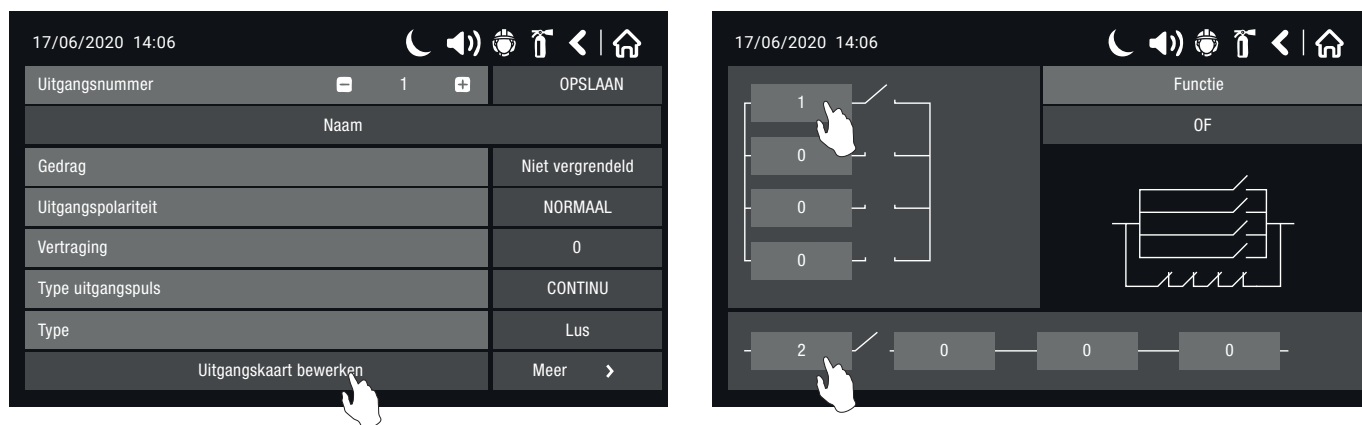 17/06/2020 14:06
Uitgangsnummer 1 OPSLAAN
Naam
Gedrag Niet vergrendeld
Uitgangspolariteit NORMAAL
Vertraging 0
Type uitgangspuls CONTINU
Type Lus
Uitgangskaart bewerken Meer
17/06/2020 14:06
1
0
0
0
Functie
OF
2 0 0 0